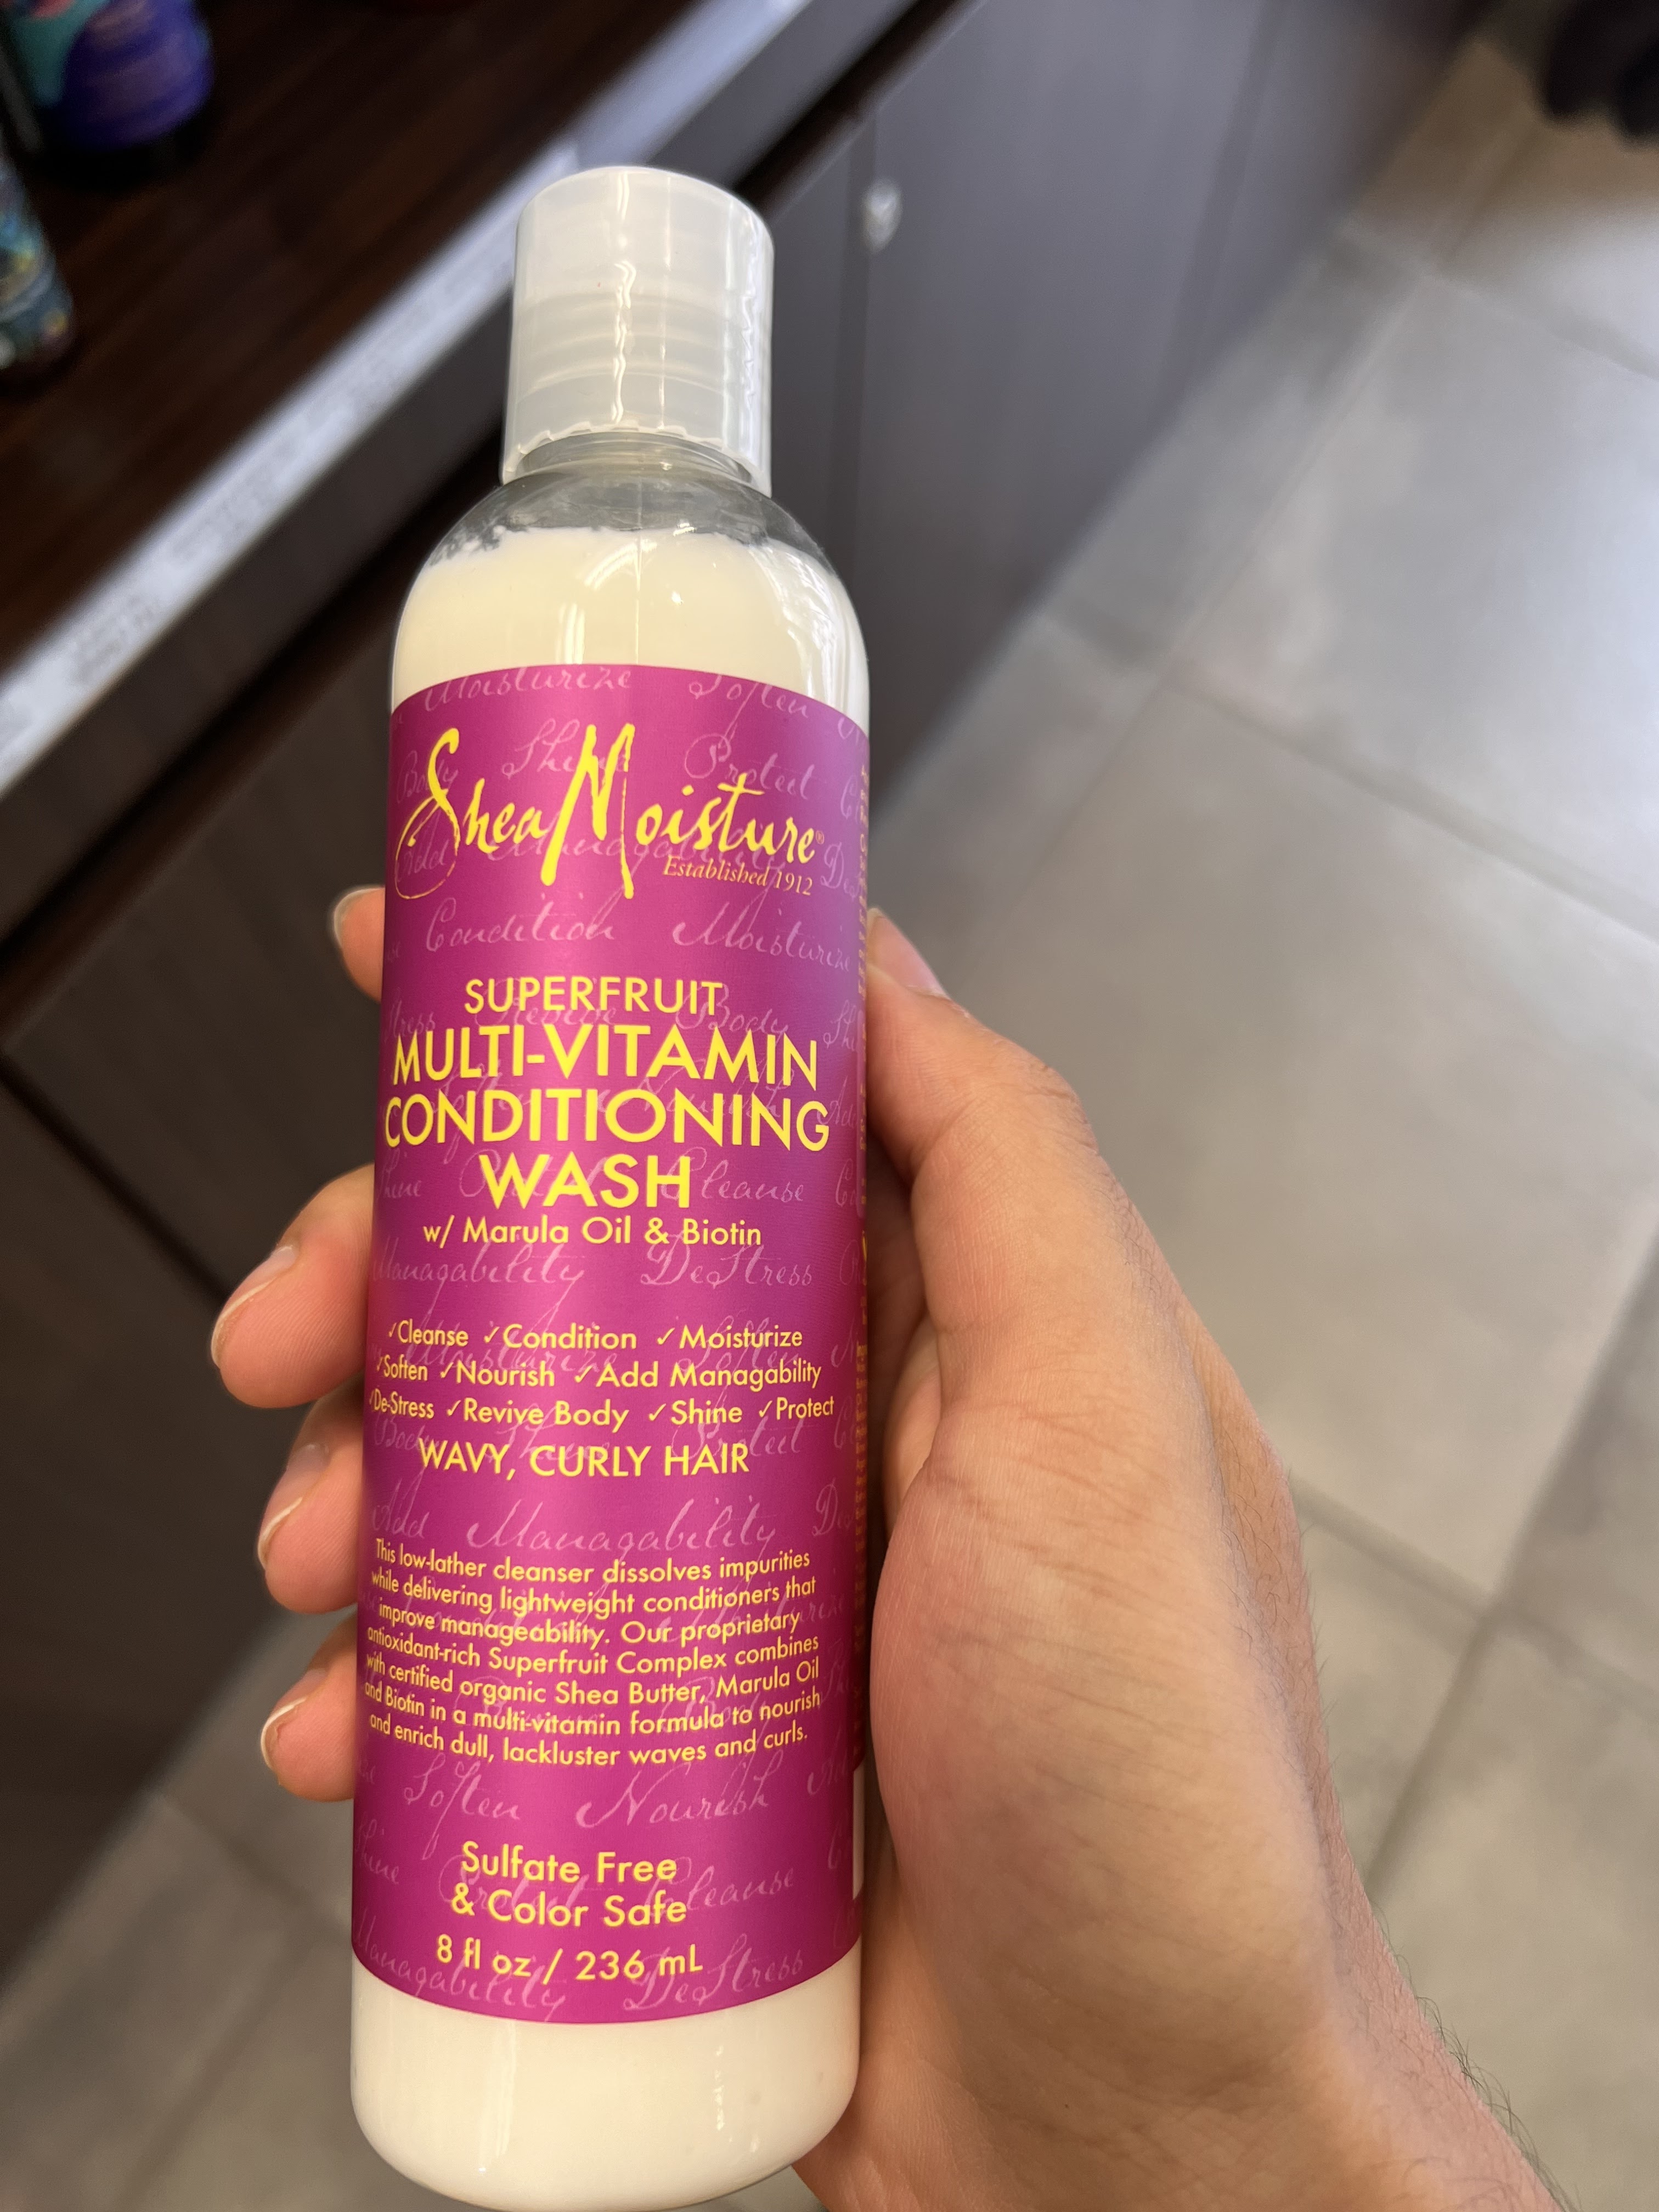 SheaMoisture®
Established 1912
SUPERFRUIT
MULTI-VITAMIN
CONDITIONING
WASH
w/ Marula Oil & Biotin
✓Cleanse ✓Condition ✓Moisturize
✓Soften ✓Nourish ✓Add Managability
✓De-Stress ✓Revive Body ✓Shine ✓Protect
WAVY, CURLY HAIR
This low-lather cleanser dissolves impurities
while delivering lightweight conditioners that
improve manageability. Our proprietary
antioxidant-rich Superfruit Complex combines
with certified organic Shea Butter, Marula Oil
and Biotin in a multi-vitamin formula to nourish
and enrich dull, lackluster waves and curls.
Sulfate Free
& Color Safe
8 fl oz / 236 mL